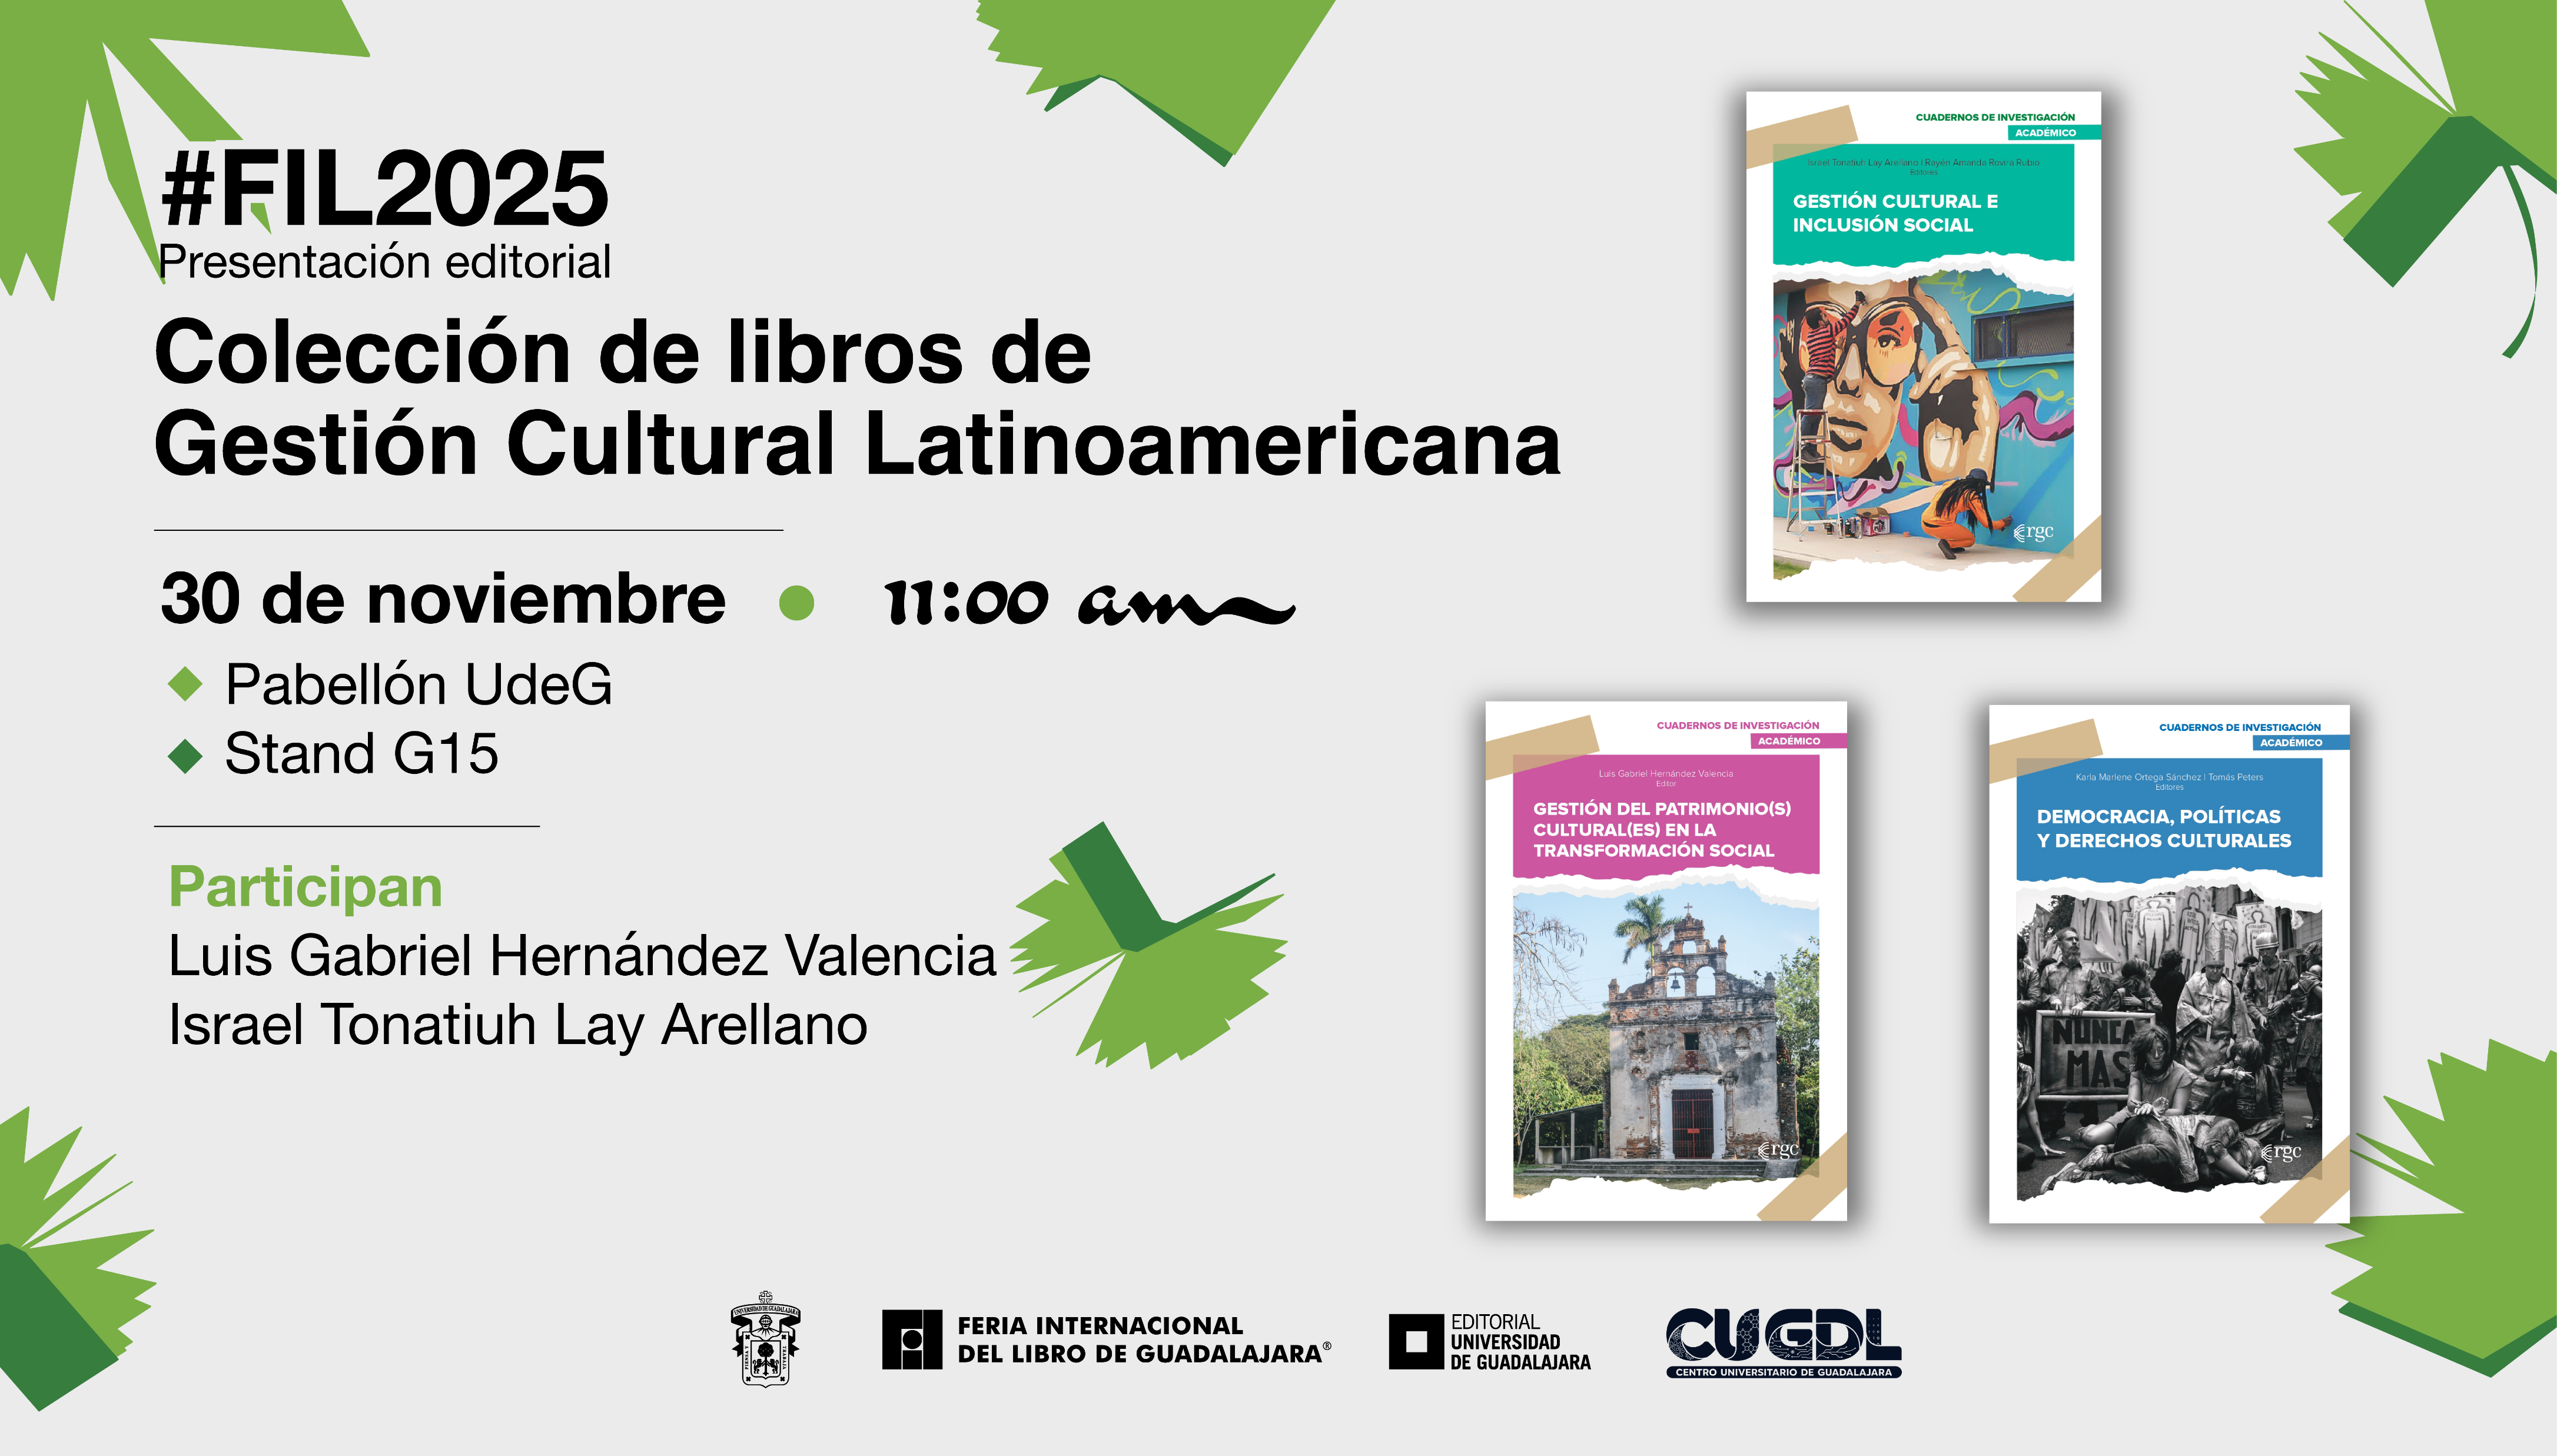 #FIL2025
Presentación editorial
Colección de libros de
Gestión Cultural Latinoamericana
30 de noviembre
11:00 am
Pabellón UdeG
Stand G15
Participan
Luis Gabriel Hernández Valencia
Israel Tonatiuh Lay Arellano
CUADERNOS DE INVESTIGACIÓN
ACADÉMICO
Israel Tonatiuh Lay Arellano | Rayén Amanda Rovira Rubio
Editores
GESTIÓN CULTURAL E
INCLUSIÓN SOCIAL
rgc
CUADERNOS DE INVESTIGACIÓN
ACADÉMICO
Luis Gabriel Hernández Valencia
Editor
GESTIÓN DEL PATRIMONIO(S)
CULTURAL(ES) EN LA
TRANSFORMACIÓN SOCIAL
rgc
CUADERNOS DE INVESTIGACIÓN
ACADÉMICO
Karla Marlene Ortega Sánchez | Tomás Peters
Editores
DEMOCRACIA, POLÍTICAS
Y DERECHOS CULTURALES
NUNCA
MAS
rgc
UNIVERSIDAD DE GUADALAJARA
PIENSA Y
TRABAJA
FERIA INTERNACIONAL
DEL LIBRO DE GUADALAJARA®
EDITORIAL
UNIVERSIDAD
DE GUADALAJARA
CUGDL
CENTRO UNIVERSITARIO DE GUADALAJARA